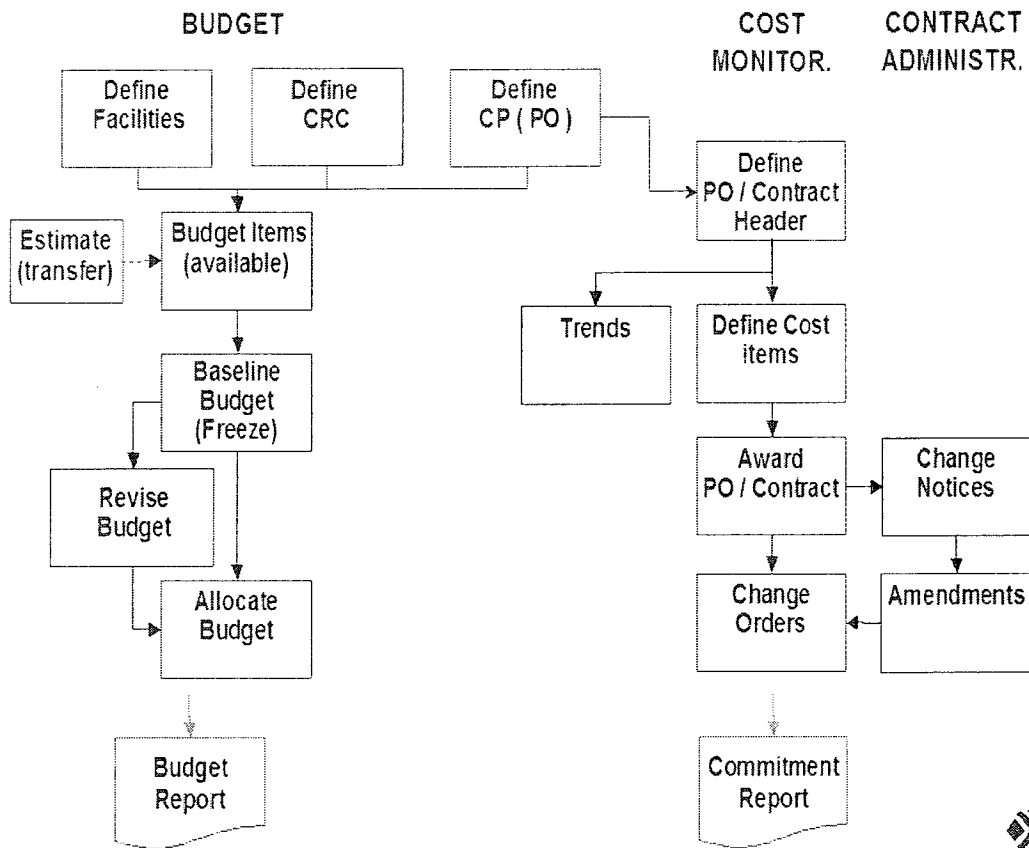 BUDGET
COST
MONITOR.
CONTRACT
ADMINISTR.
Define
Facilities
Define
CRC
Define
CP ( PO )
Define
PO / Contract
Header
Estimate
(transfer)
Budget Items
(available)
Trends
Define Cost
items
Baseline
Budget
(Freeze)
Award
PO / Contract
Change
Notices
Revise
Budget
Allocate
Budget
Change
Orders
Amendments
Budget
Report
Commitment
Report